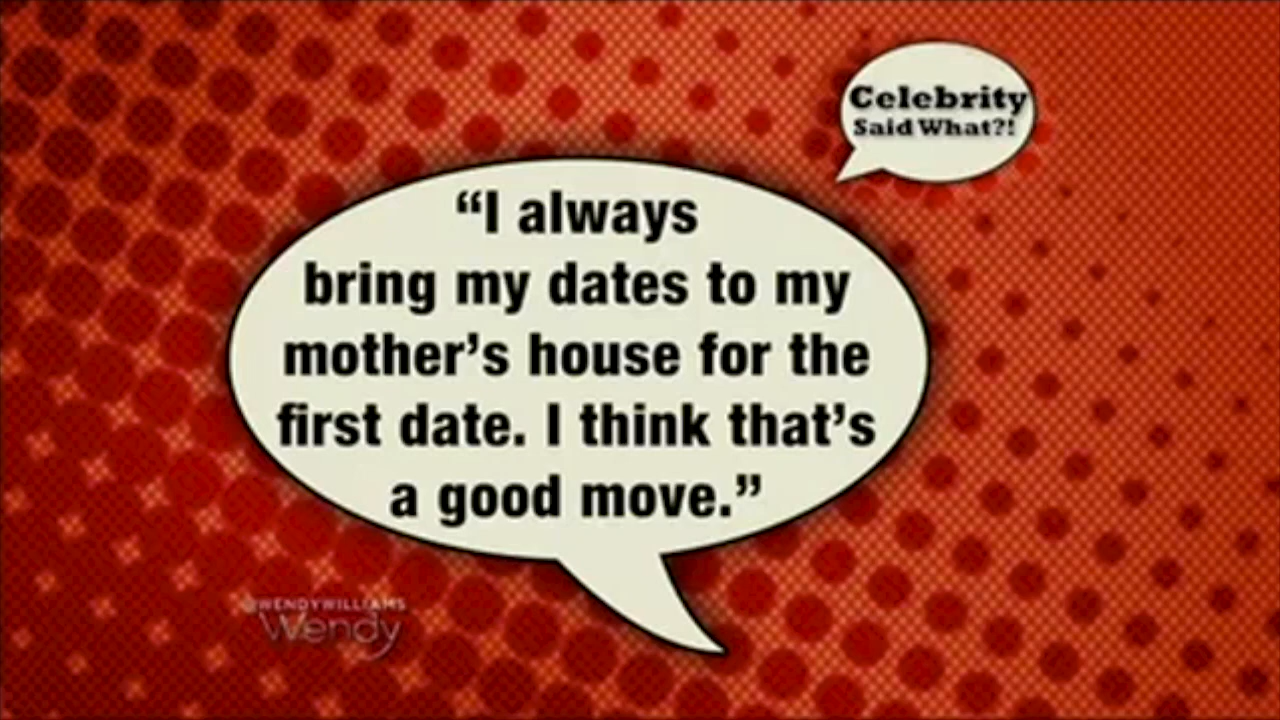 Celebrity
Said What?!
“I always
bring my dates to my
mother’s house for the
first date. I think that’s
a good move.”
@WENDYWILLIAMS
Wendy